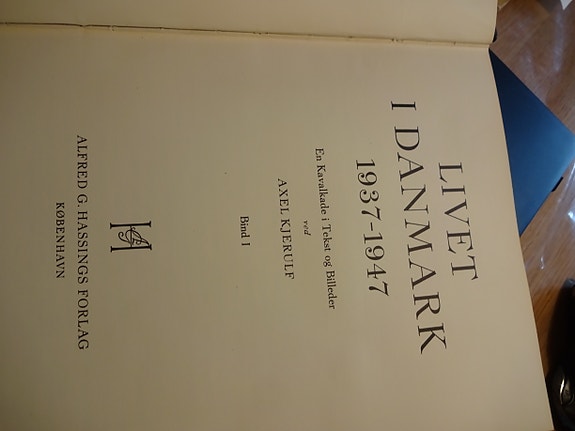 LIVET
I DANMARK
1937-1947
En Kavalkade i Tekst og Billeder
ved
AXEL KJERULF
Bind I
ALFRED G. HASSINGS FORLAG
KØBENHAVN